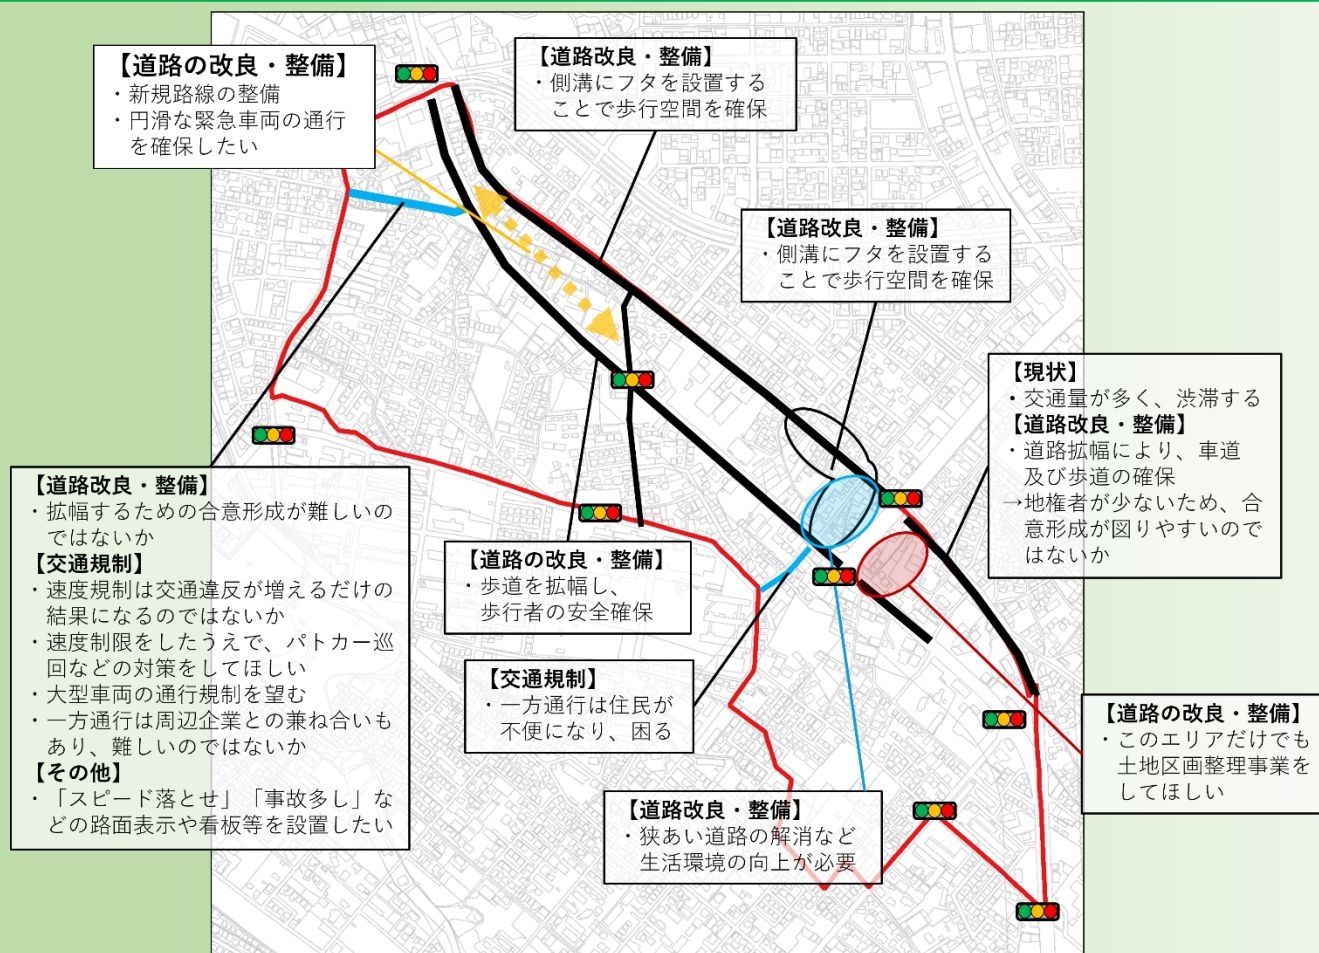 【道路の改良・整備】
・新規路線の整備
・円滑な緊急車両の通行
を確保したい
【道路改良・整備】
・側溝にフタを設置する
ことで歩行空間を確保
【道路改良・整備】
・側溝にフタを設置する
ことで歩行空間を確保
【現状】
・交通量が多く、渋滞する
【道路改良・整備】
・道路拡幅により、車道
及び歩道の確保
→地権者が少ないため、合
意形成が図りやすいので
はないか
【道路改良・整備】
・拡幅するための合意形成が難しいの
ではないか
【交通規制】
・速度規制は交通違反が増えるだけの
結果になるのではないか
・速度制限をしたうえで、パトカー巡
回などの対策をしてほしい
・大型車両の通行規制を望む
・一方通行は周辺企業との兼ね合いも
あり、難しいのではないか
【その他】
・「スピード落とせ」「事故多し」な
どの路面表示や看板等を設置したい
【道路の改良・整備】
・歩道を拡幅し、
歩行者の安全確保
【交通規制】
・一方通行は住民が
不便になり、困る
【道路の改良・整備】
・このエリアだけでも
土地区画整理事業を
してほしい
【道路改良・整備】
・狭あい道路の解消など
生活環境の向上が必要